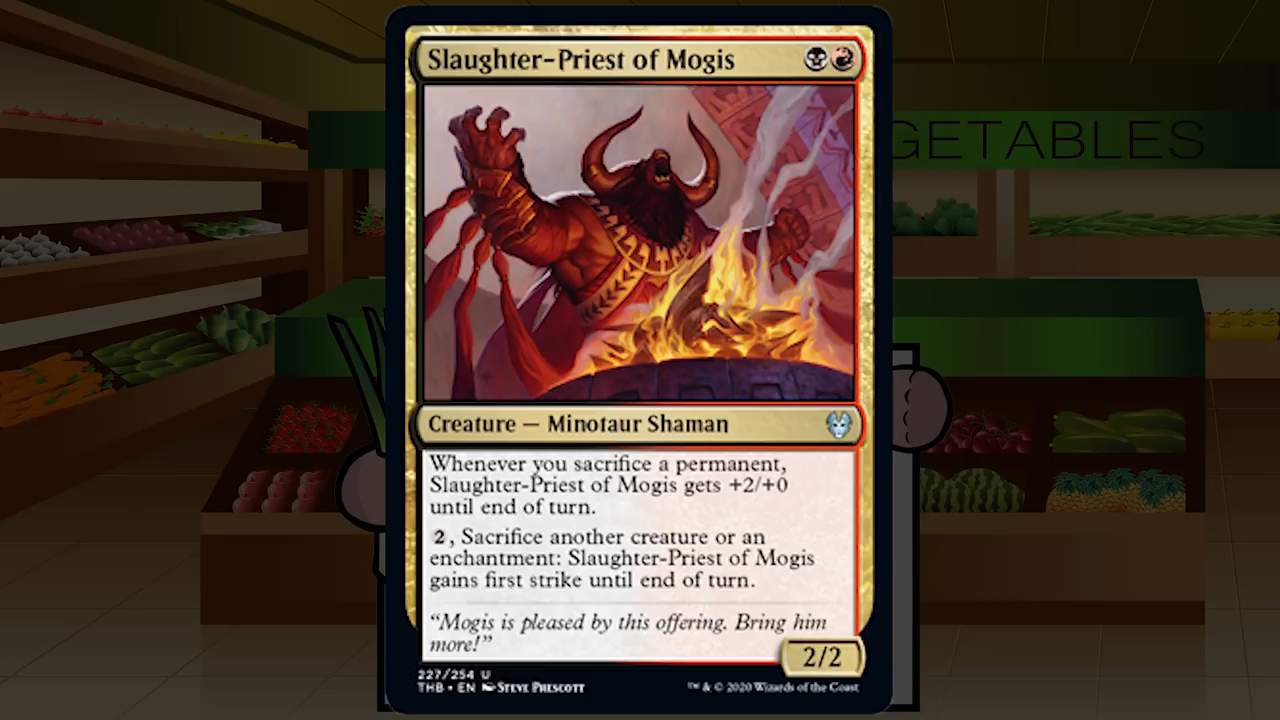 Slaughter-Priest of Mogis
GETABLES
Creature — Minotaur Shaman
Whenever you sacrifice a permanent,
Slaughter-Priest of Mogis gets +2/+0
until end of turn.
2, Sacrifice another creature or an
enchantment: Slaughter-Priest of Mogis
gains first strike until end of turn.
“Mogis is pleased by this offering. Bring him
more!”
2/2
227/254 U
THB • EN STEVE PRESCOTT
™ & © 2020 Wizards of the Coast